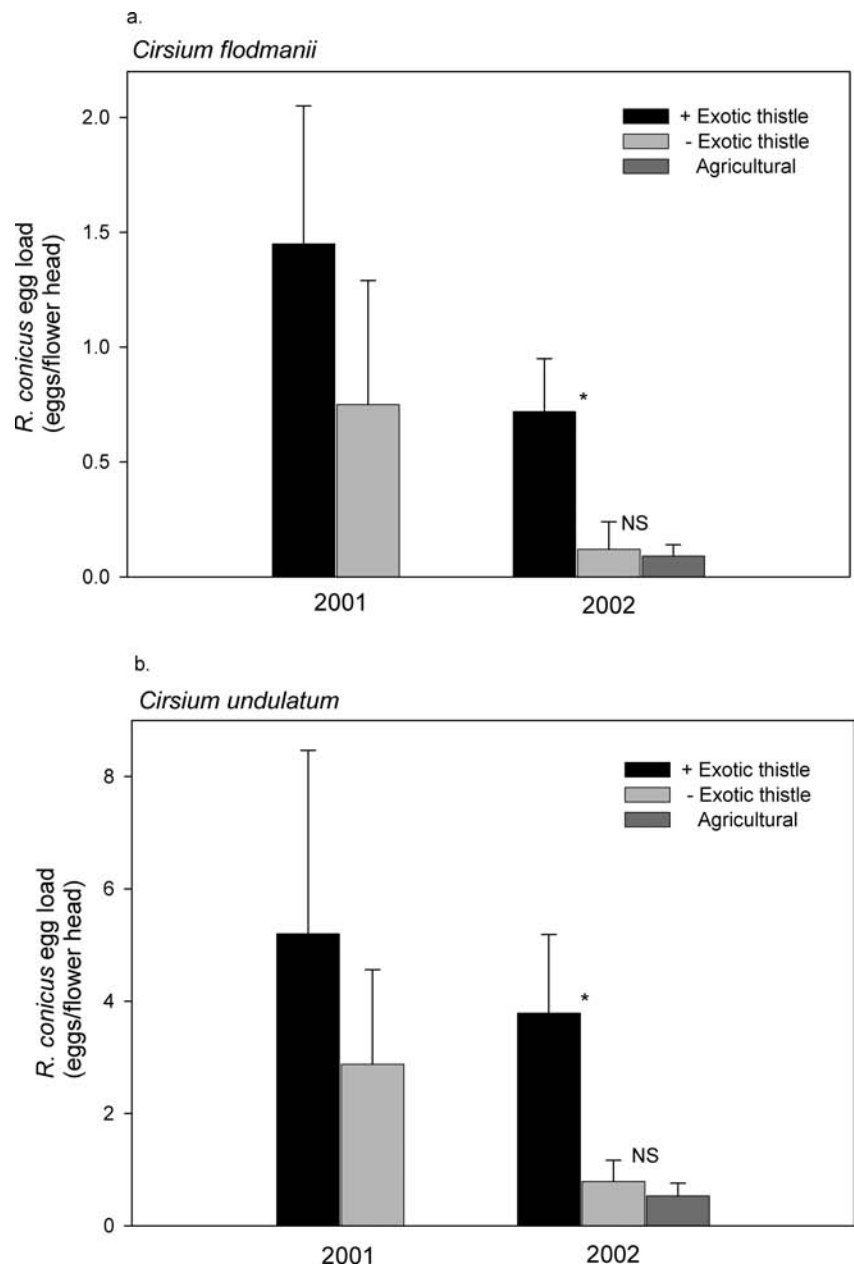 a.
Cirsium flodmanii
+ Exotic thistle
- Exotic thistle
Agricultural
R. conicus egg load
(eggs/flower head)
2.0
1.5
1.0
0.5
0.0
*
NS
2001
2002
b.
Cirsium undulatum
+ Exotic thistle
- Exotic thistle
Agricultural
R. conicus egg load
(eggs/flower head)
8
6
4
2
0
*
NS
2001
2002